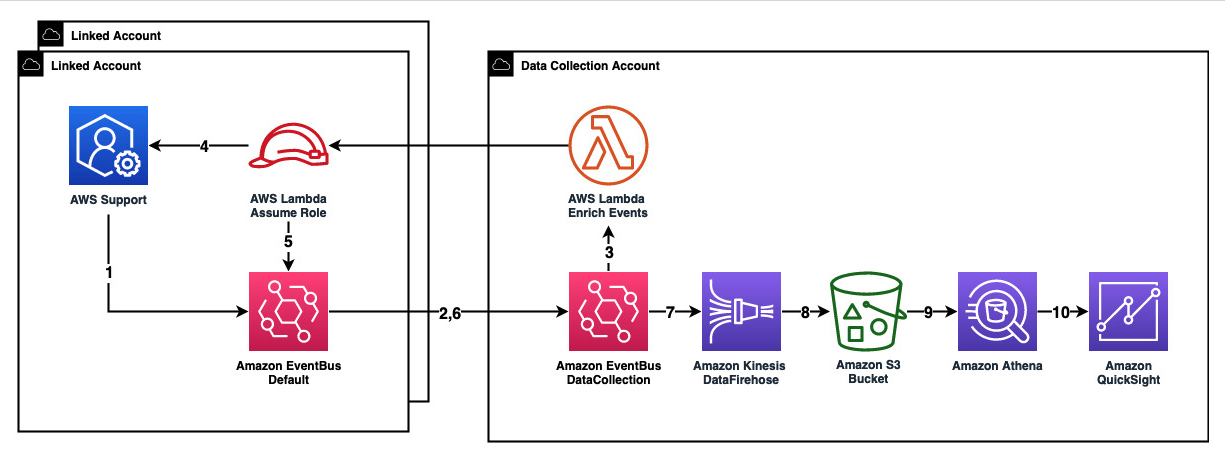 Linked Account
Linked Account
Data Collection Account
4
AWS Support
AWS Lambda
Assume Role
AWS Lambda
Enrich Events
5
3
1
2,6
7
8
9
10
Amazon EventBus
Default
Amazon EventBus
DataCollection
Amazon Kinesis
DataFirehose
Amazon S3
Bucket
Amazon Athena
Amazon
QuickSight